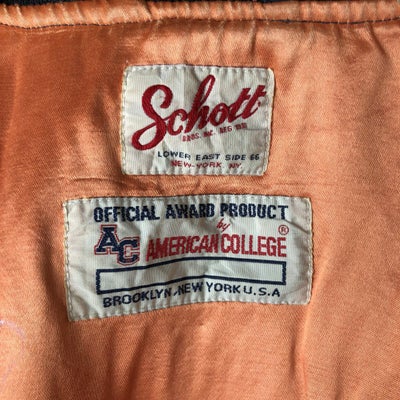 Schott
BROS. INC. MFG
LOWER EAST SIDE 66
NEW-YORK. NY
OFFICIAL AWARD PRODUCT
by
AC AMERICAN COLLEGE ®
BROOKLYN. NEW YORK U.S.A